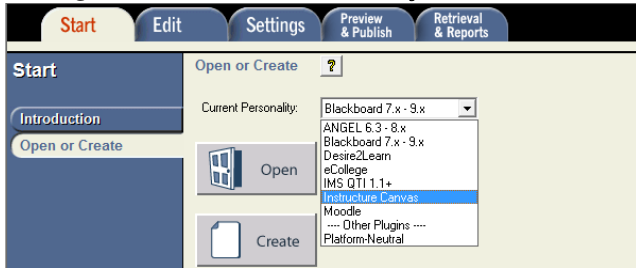 Start
Edit
Settings
Preview
& Publish
Retrieval
& Reports
Start
Introduction
Open or Create
Open or Create ?
Current Personality: Blackboard 7.x - 9.x
ANGEL 6.3 - 8.x
Blackboard 7.x - 9.x
Desire2Learn
eCollege
IMS QTI 1.1+
Instructure Canvas
Moodle
---- Other Plugins ----
Platform-Neutral
Open
Create